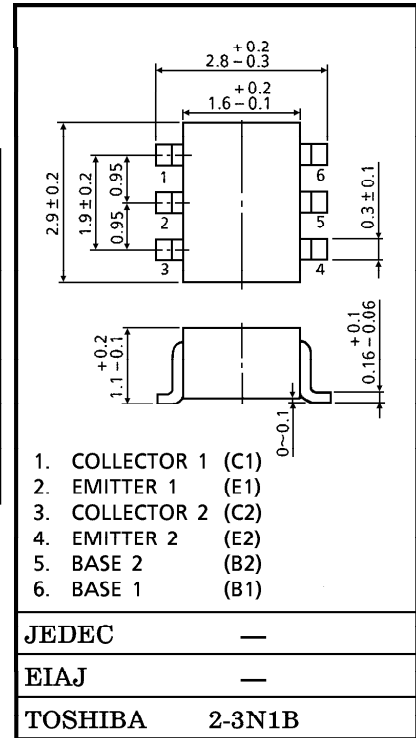 +0.2
2.8 – 0.3
+0.2
1.6 – 0.1
2.9 ± 0.2
1.9 ± 0.2
0.95
0.95
1
2
3
6
5
4
0.3 ± 0.1
+0.2
1.1 – 0.1
+0.1
0.16 – 0.06
0~0.1
1. COLLECTOR 1 (C1)
2. EMITTER 1 (E1)
3. COLLECTOR 2 (C2)
4. EMITTER 2 (E2)
5. BASE 2 (B2)
6. BASE 1 (B1)
JEDEC —
EIAJ —
TOSHIBA 2-3N1B